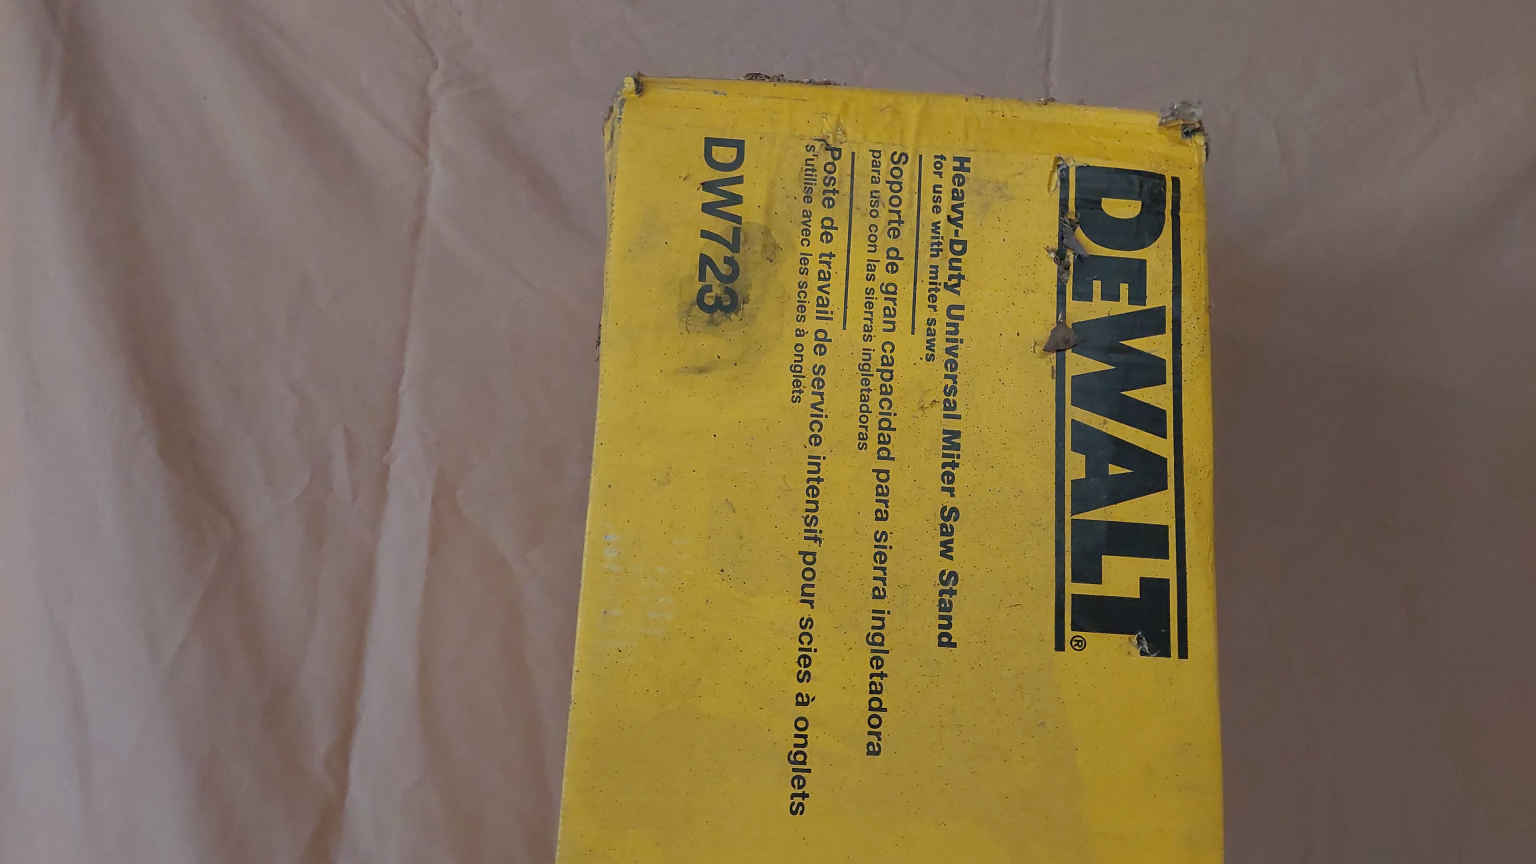 DEWALT®
Heavy-Duty Universal Miter Saw Stand
for use with miter saws
Soporte de gran capacidad para sierra ingletadora
para uso con las sierras ingletadoras
Poste de travail de service intensif pour scies à onglets
s'utilise avec les scies à onglets
DW723